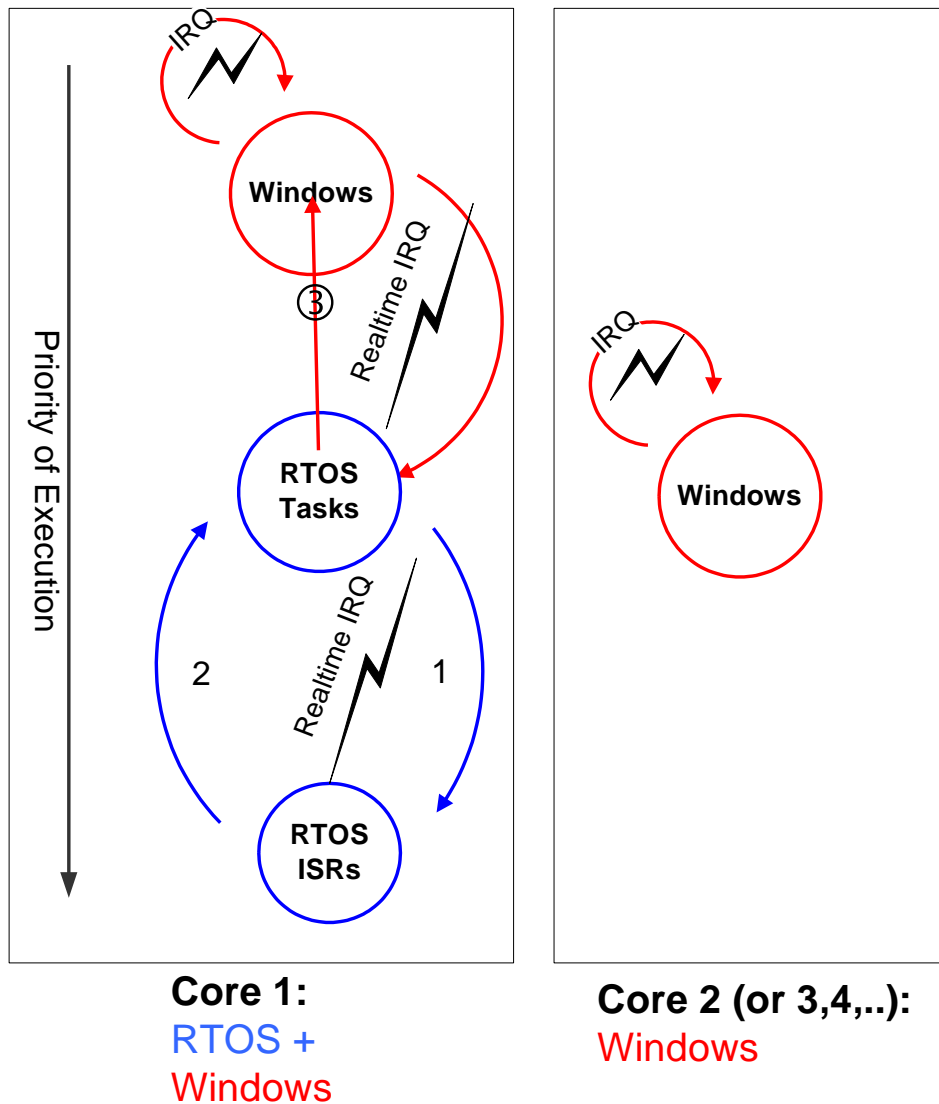 IRQ
Windows
Realtime IRQ
③
Priority of Execution
RTOS
Tasks
Realtime IRQ
2
1
RTOS
ISRs
Core 1:
RTOS +
Windows
IRQ
Windows
Core 2 (or 3,4,..):
Windows